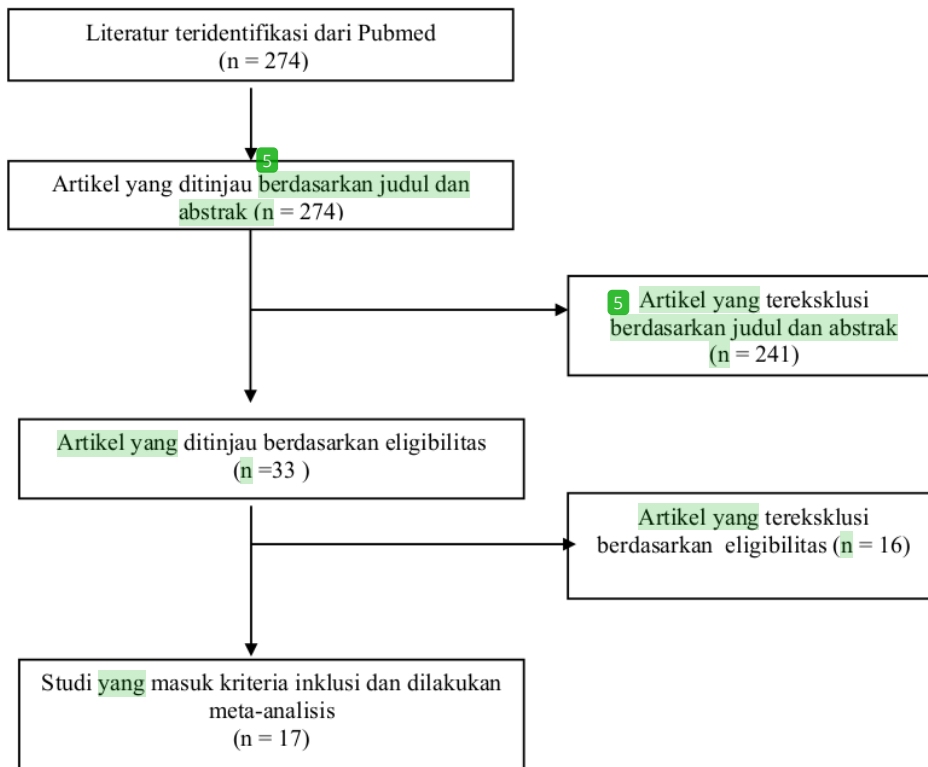 Literatur teridentifikasi dari Pubmed
(n = 274)
5
Artikel yang ditinjau berdasarkan judul dan
abstrak (n = 274)
5 Artikel yang tereksklusi
berdasarkan judul dan abstrak
(n = 241)
Artikel yang ditinjau berdasarkan eligibilitas
(n =33 )
Artikel yang tereksklusi
berdasarkan eligibilitas (n = 16)
Studi yang masuk kriteria inklusi dan dilakukan
meta-analisis
(n = 17)